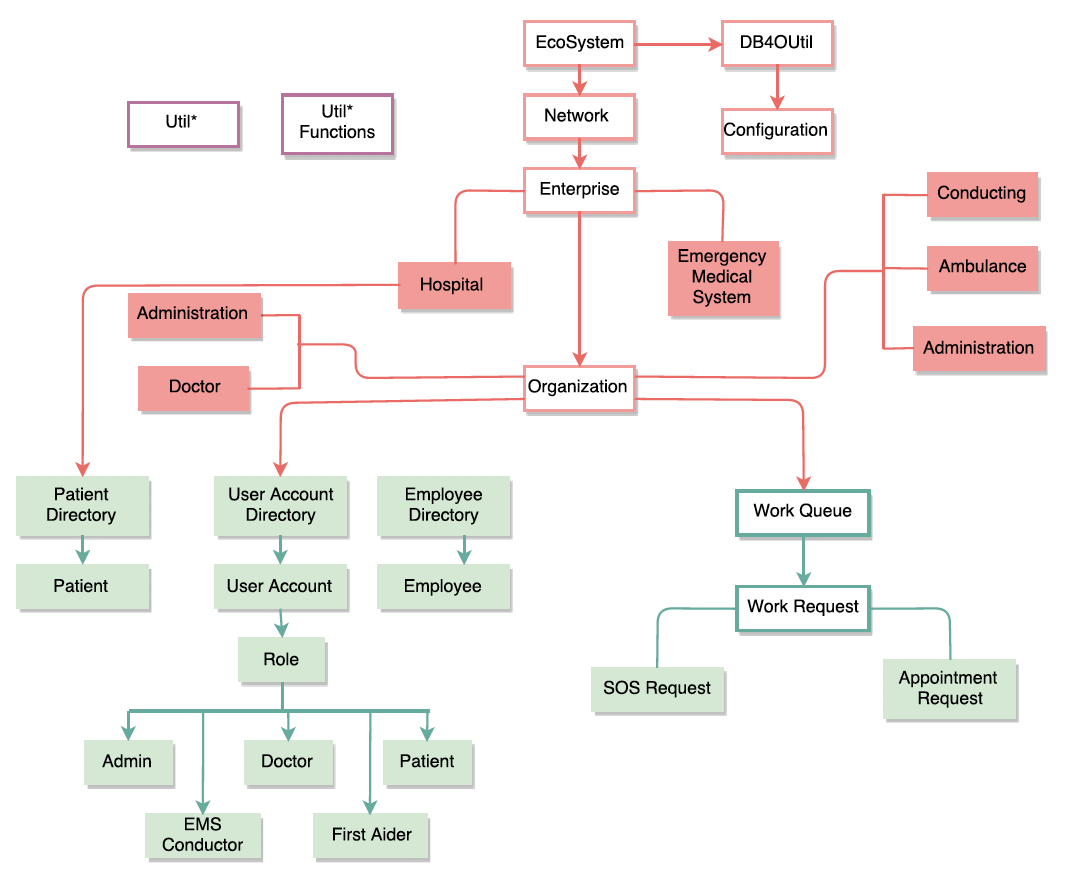 EcoSystem
DB4OUtil
Util*
Util*
Functions
Network
Configuration
Enterprise
Conducting
Hospital
Emergency
Medical
System
Ambulance
Administration
Administration
Doctor
Organization
Patient
Directory
User Account
Directory
Employee
Directory
Work Queue
Patient
User Account
Employee
Work Request
Role
SOS Request
Appointment
Request
Admin
Doctor
Patient
EMS
Conductor
First Aider